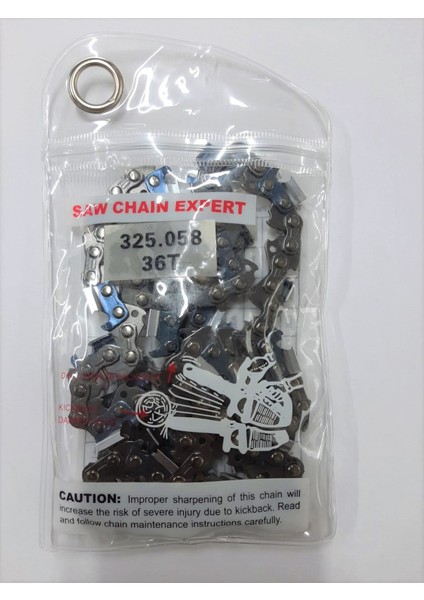 SAW CHAIN EXPERT
325.058
36T
CAUTION: Improper sharpening of this chain will
increase the risk of severe injury due to kickback. Read
and follow chain maintenance instructions carefully.